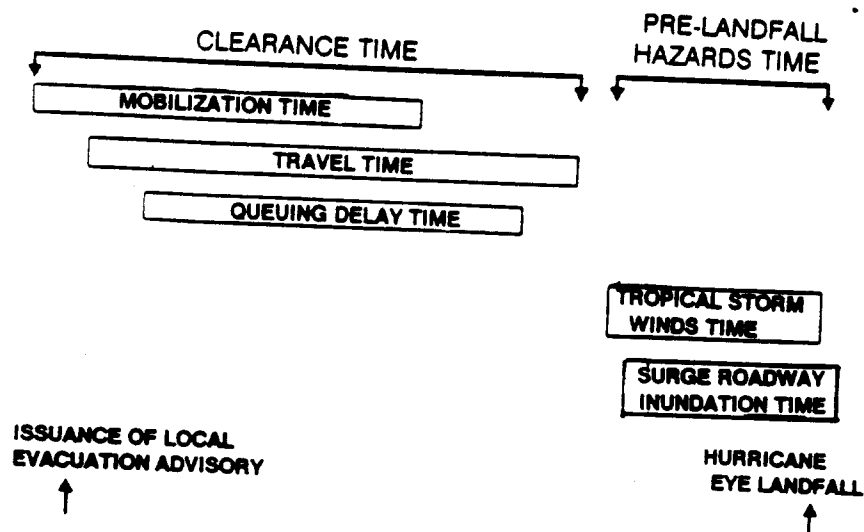 CLEARANCE TIME
PRE-LANDFALL
HAZARDS TIME
MOBILIZATION TIME
TRAVEL TIME
QUEUING DELAY TIME
TROPICAL STORM
WINDS TIME
SURGE ROADWAY
INUNDATION TIME
ISSUANCE OF LOCAL
EVACUATION ADVISORY
HURRICANE
EYE LANDFALL